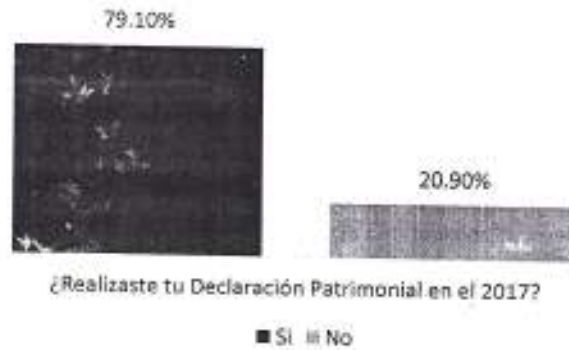 79.10%
20.90%
¿Realizaste tu Declaración Patrimonial en el 2017?
Si No